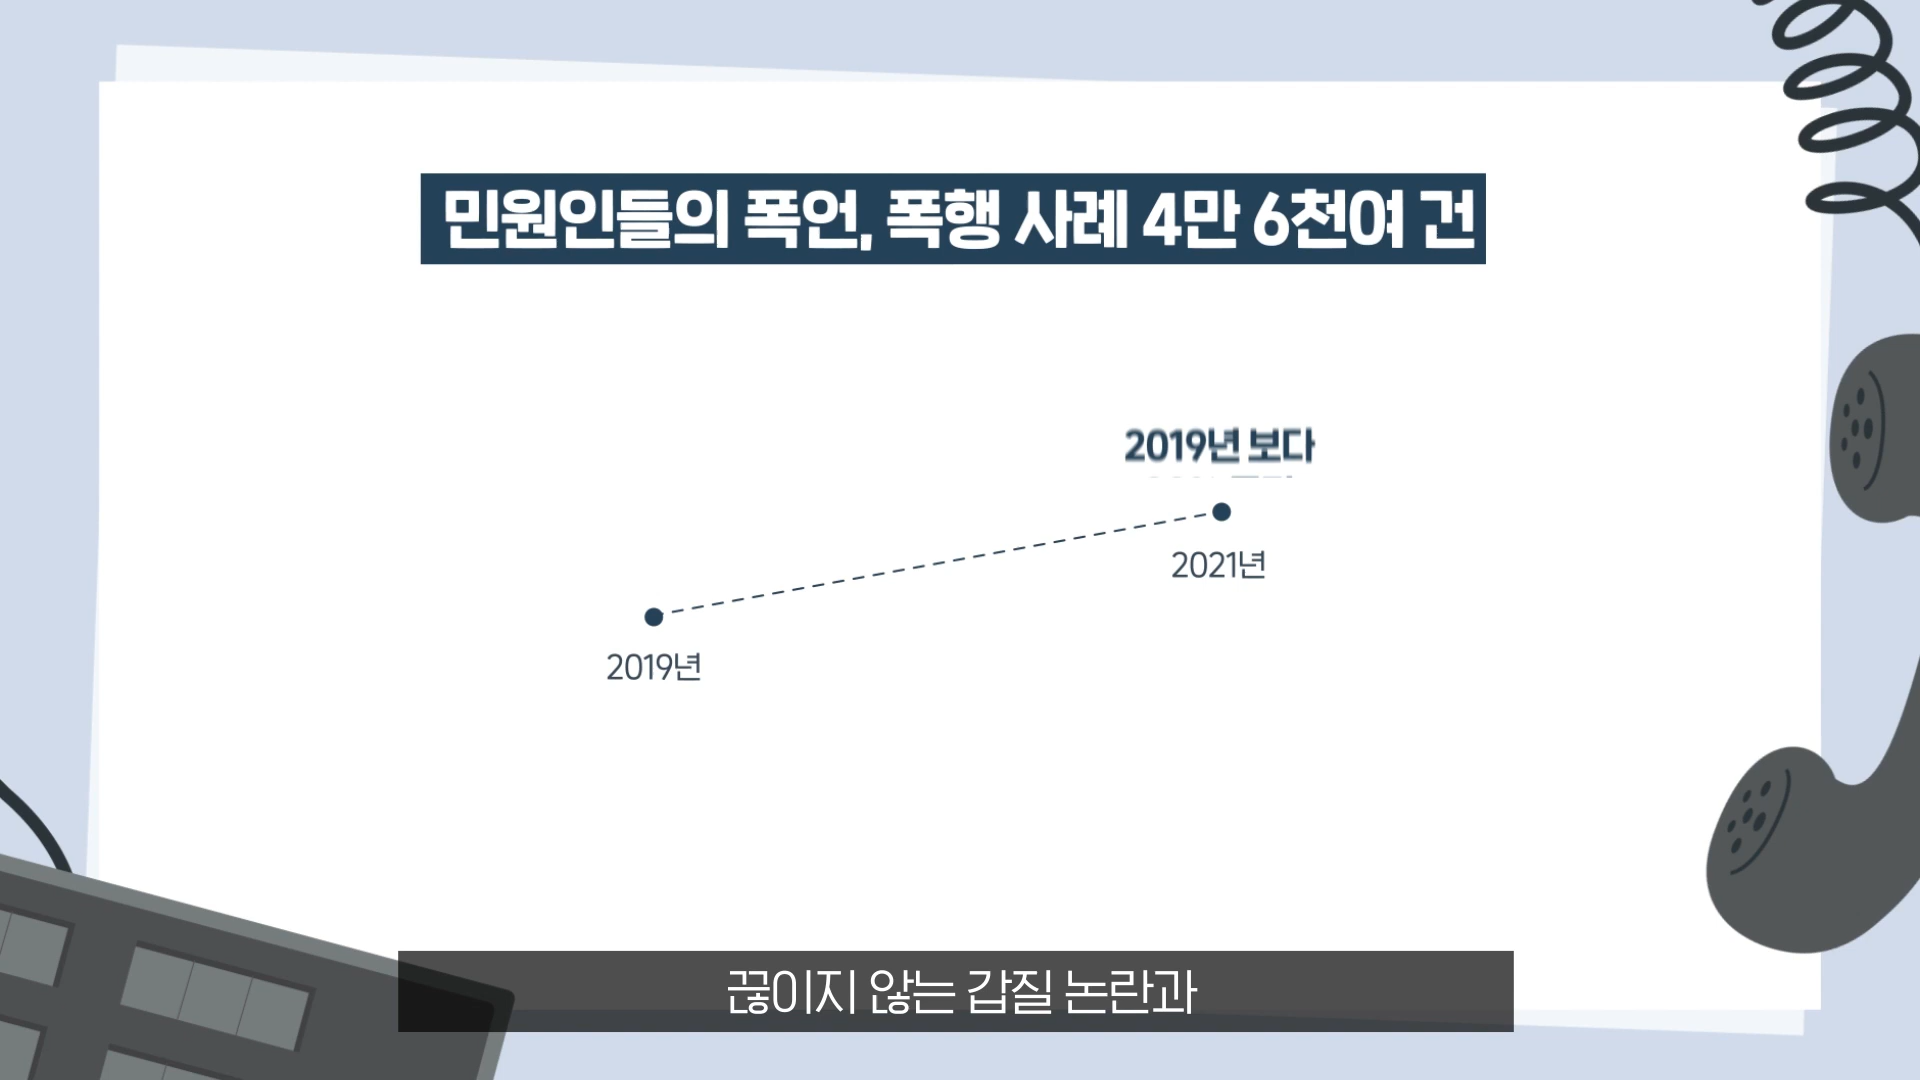 민원인들의 폭언, 폭행 사례 4만 6천여 건
2019년 보다
2021년
2019년
끊이지 않는 갑질 논란과